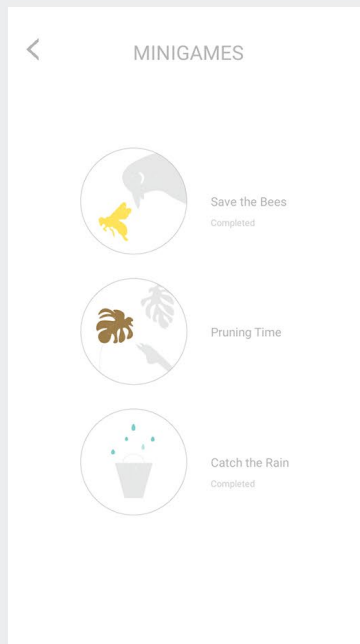 MINIGAMES
Save the Bees
Completed
Pruning Time
Catch the Rain
Completed